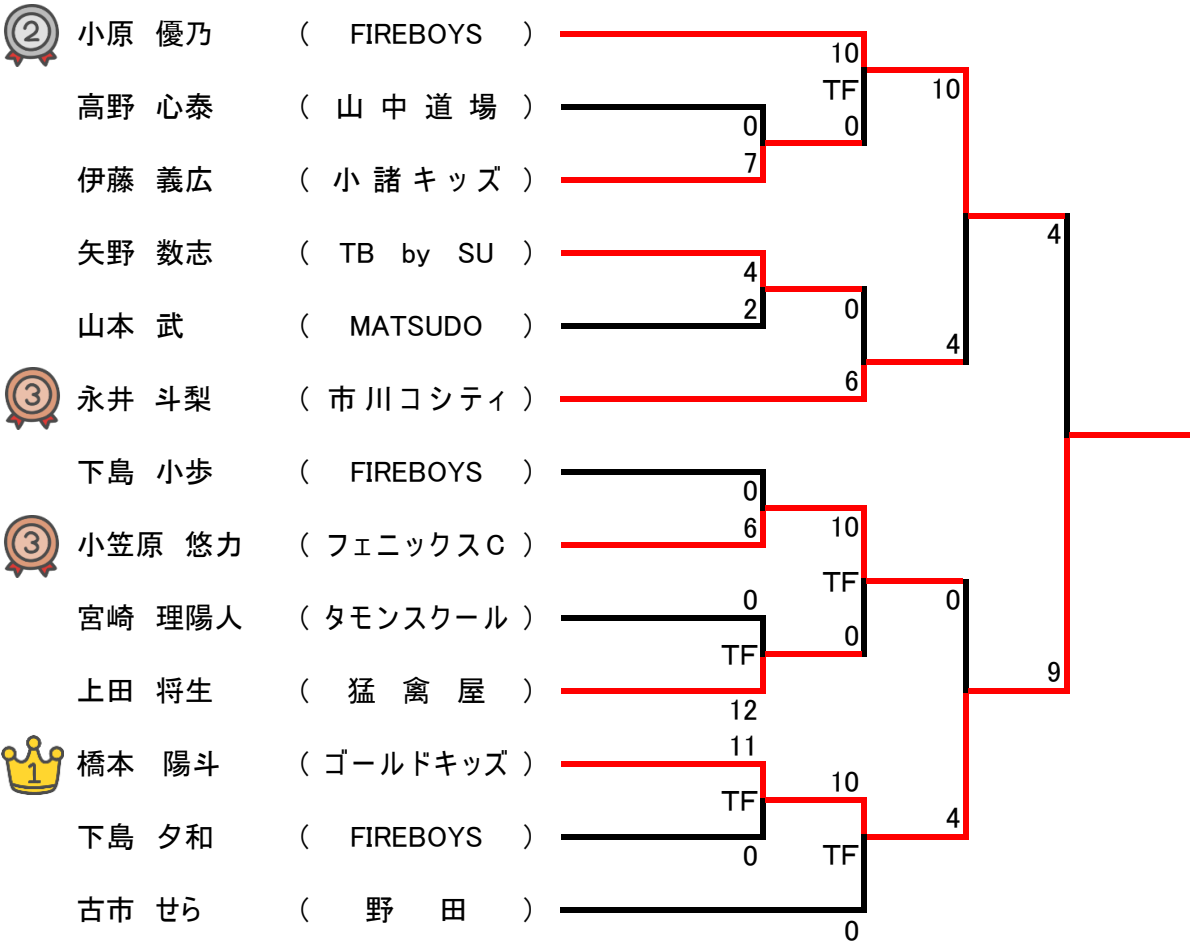 2 小原 優乃 ( FIREBOYS )
10
高野 心泰 ( 山中道場 )
TF
10
0
0
7
伊藤 義広 ( 小諸キッズ )
矢野 数志 ( TB by SU )
4
4
2
0
山本 武 ( MATSUDO )
4
6
3 永井 斗梨 ( 市川コシティ )
下島 小歩 ( FIREBOYS )
0
6
10
3 小笠原 悠力 ( フェニックスC )
TF
0
0
宮崎 理陽人 ( タモンスクール )
0
TF
9
上田 将生 ( 猛禽屋 )
12
11
1 橋本 陽斗 ( ゴールドキッズ )
10
TF
4
下島 夕和 ( FIREBOYS )
0
TF
古市 せら ( 野田 )
0